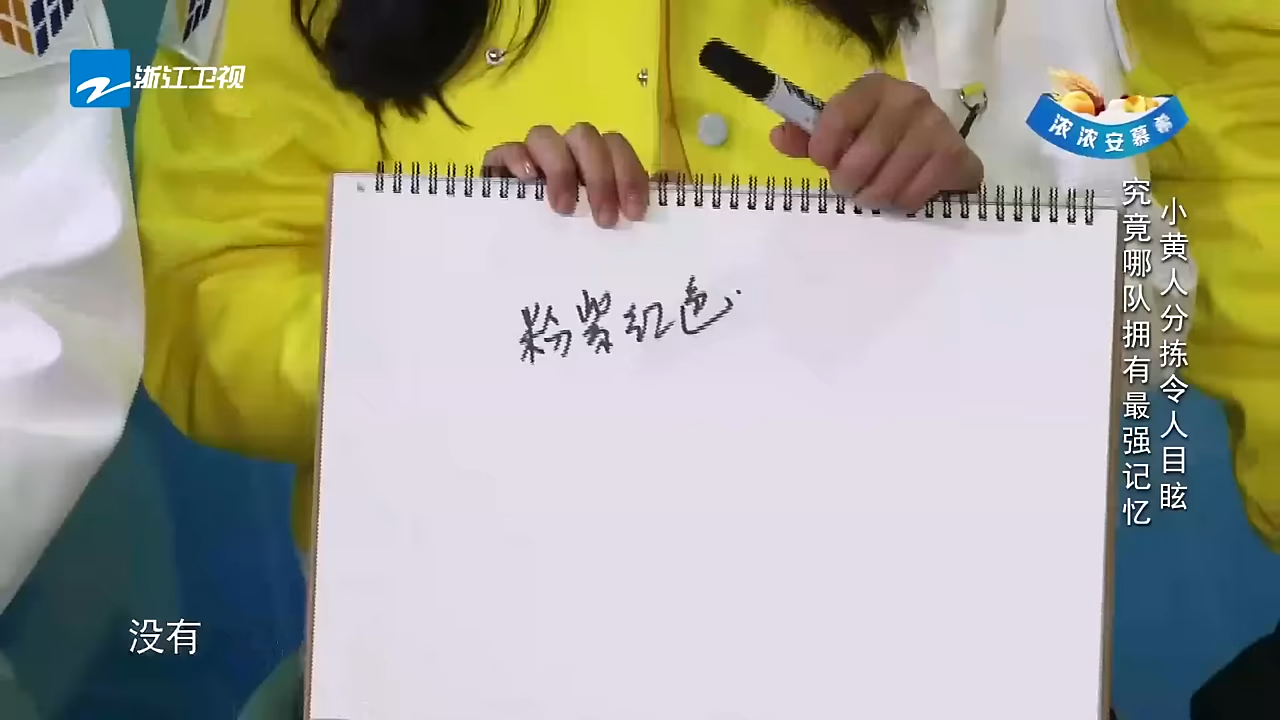 浙江卫视
浓浓安慕希
粉紫红色
小黄人分拣令人目眩
究竟哪队拥有最强记忆
没有